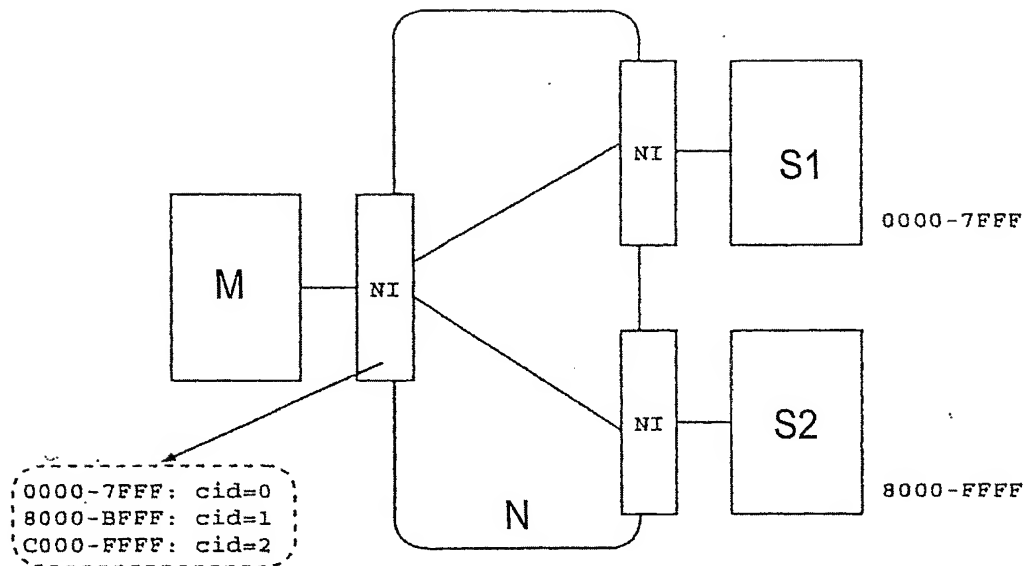 NI
S1
0000-7FFF
M
NI
NI
S2
8000-FFFF
0000-7FFF: cid=0
8000-BFFF: cid=1
C000-FFFF: cid=2
N